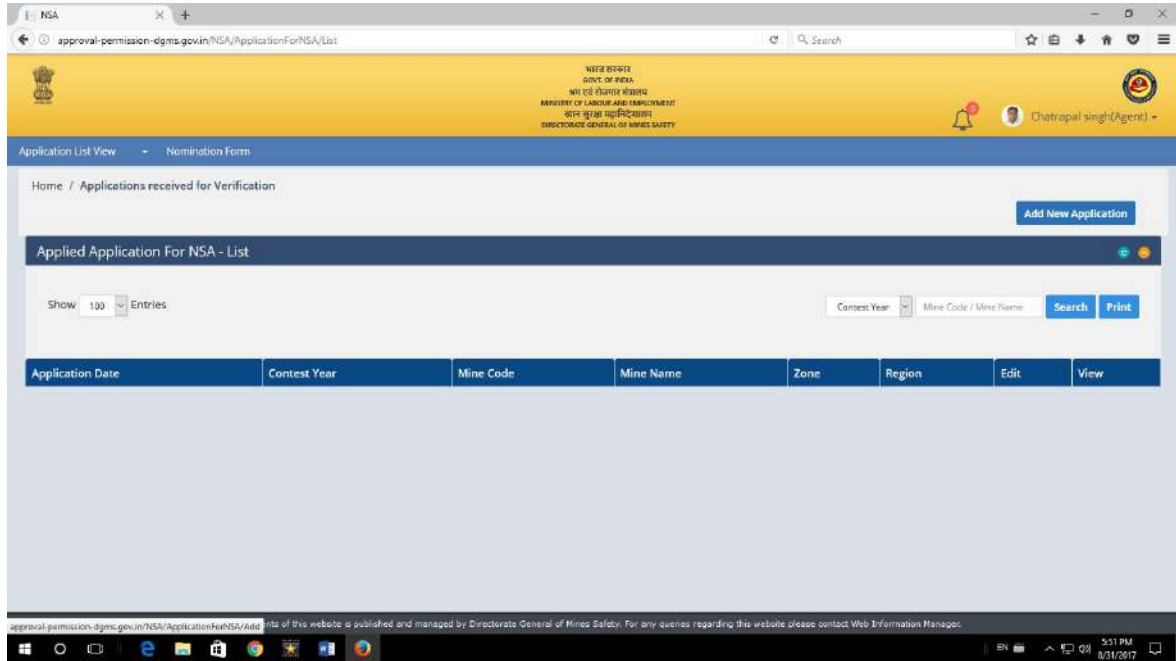 NSA
approval-permission-dgms.gov.in/NSA/ApplicationForNSA/List
Search
भारत सरकार
GOVT. OF INDIA
श्रम एवं रोजगार मंत्रालय
MINISTRY OF LABOUR AND EMPLOYMENT
खान सुरक्षा महानिदेशालय
DIRECTORATE GENERAL OF MINES SAFETY
0
Chatrapal singh(Agent)
Application List View Nomination Form
Home / Applications received for Verification
Add New Application
Applied Application For NSA - List
Show 100 Entries
Contest Year Mine Code / Mine Name Search Print
Application Date Contest Year Mine Code Mine Name Zone Region Edit View
approval-permission-dgms.gov.in/NSA/ApplicationForNSA/Add
nts of this website is published and managed by Directorate General of Mines Safety. For any queries regarding this website please contact Web Information Manager.
EN
5:51 PM
8/31/2017